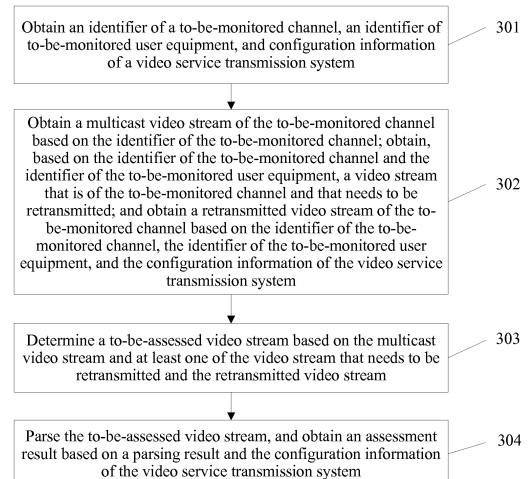 Obtain an identifier of a to-be-monitored channel, an identifier of
to-be-monitored user equipment, and configuration information
of a video service transmission system
301
Obtain a multicast video stream of the to-be-monitored channel
based on the identifier of the to-be-monitored channel; obtain,
based on the identifier of the to-be-monitored channel and the
identifier of the to-be-monitored user equipment, a video stream
that is of the to-be-monitored channel and that needs to be
retransmitted; and obtain a retransmitted video stream of the to-
be-monitored channel based on the identifier of the to-be-
monitored channel, the identifier of the to-be-monitored user
equipment, and the configuration information of the video service
transmission system
302
Determine a to-be-assessed video stream based on the multicast
video stream and at least one of the video stream that needs to be
retransmitted and the retransmitted video stream
303
Parse the to-be-assessed video stream, and obtain an assessment
result based on a parsing result and the configuration information
of the video service transmission system
304